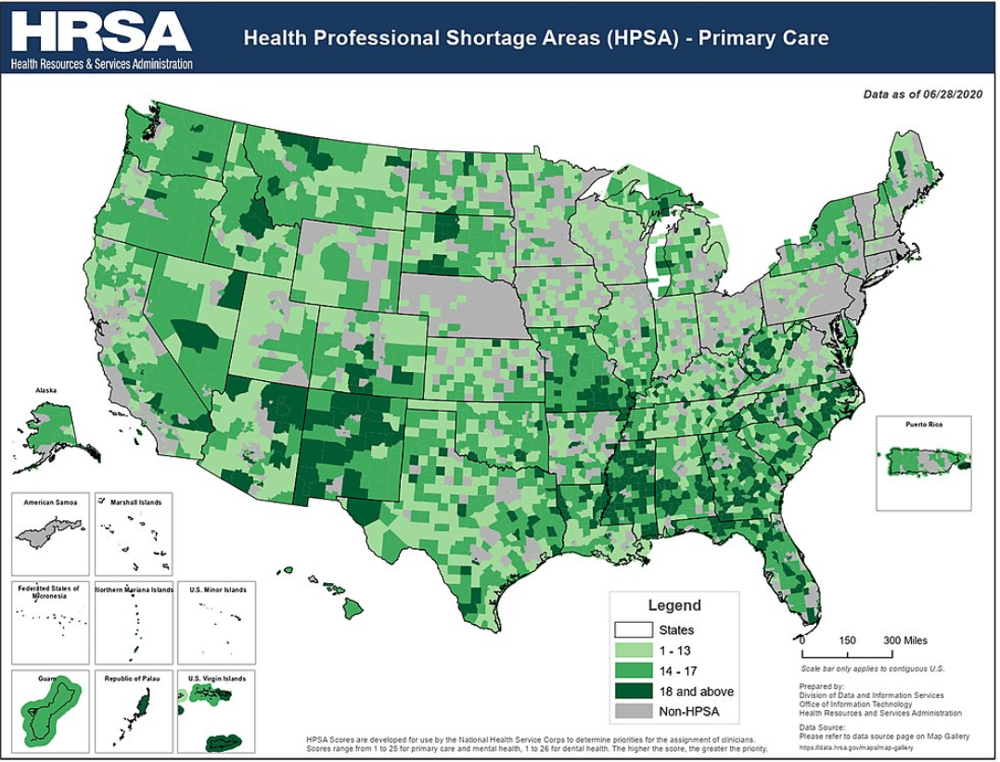 HRSA
Health Resources & Services Administration
Health Professional Shortage Areas (HPSA) - Primary Care
Data as of 06/28/2020
Alaska
Puerto Rico
American Samoa
Marshall Islands
Federated States of
Micronesia
Northern Mariana Islands
U.S. Minor Islands
Guam
Republic of Palau
U.S. Virgin Islands
Legend
States
1 - 13
14 - 17
18 and above
Non-HPSA
0 150 300 Miles
Scale bar only applies to contiguous U.S.
Prepared by:
Division of Data and Information Services
Office of Information Technology
Health Resources and Services Administration
Data Source:
Please refer to data source page on Map Gallery
https://data.hrsa.gov/maps/map-gallery
HPSA Scores are developed for use by the National Health Service Corps to determine priorities for the assignment of clinicians.
Scores range from 1 to 25 for primary care and mental health, 1 to 26 for dental health. The higher the score, the greater the priority.